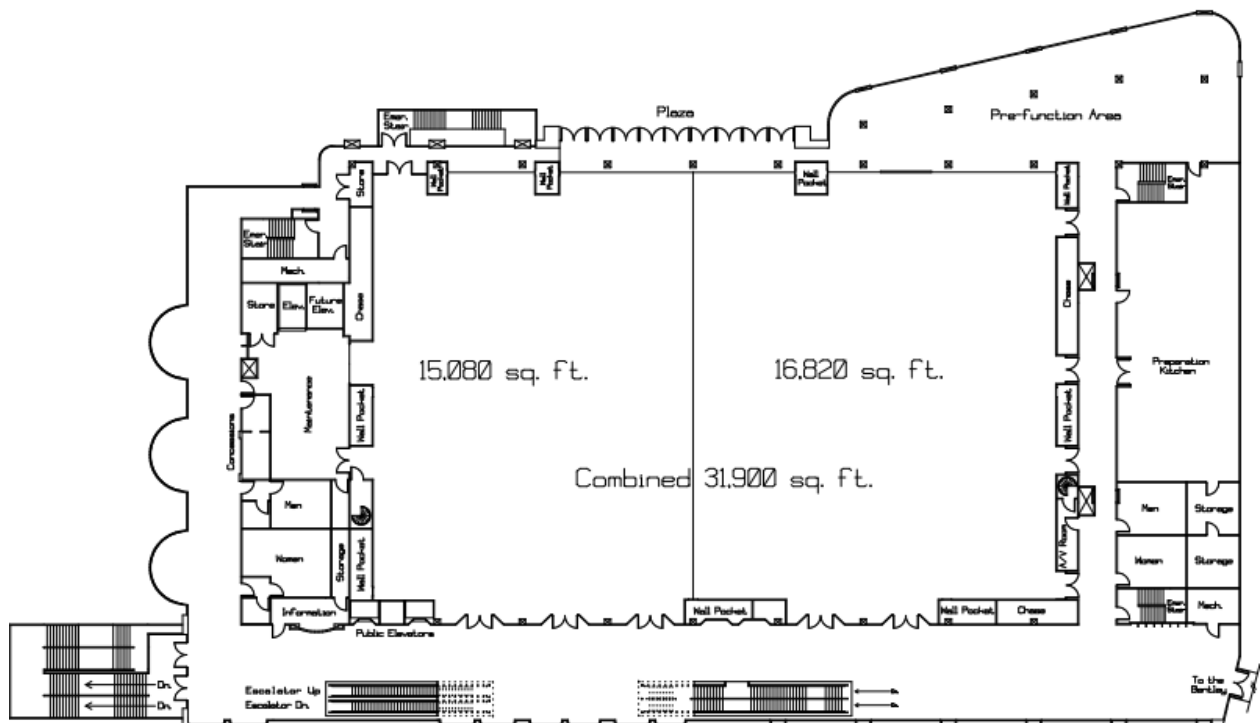 Plaza
Pre-function Area
Emer.
Stair
Store
Wall
Pocket
Wall
Pocket
Wall
Pocket
Wall Pocket
Emer.
Stair
Emer.
Stair
Mech.
Store
Elev.
Future
Elev.
Chase
Chase
15,080 sq. ft.
16,820 sq. ft.
Preparation
Kitchen
Maintenance
Concessions
Wall Pocket
Wall Pocket
Combined 31,900 sq. ft.
Men
Women
Storage
Wall Pocket
A/V Room
Men
Storage
Women
Storage
Information
Public Elevators
Wall Pocket
Wall Pocket
Chase
Emer.
Stair
Mech.
Dn.
Dn.
Escalator Up
Escalator Dn.
Dn.
To the
Bentley